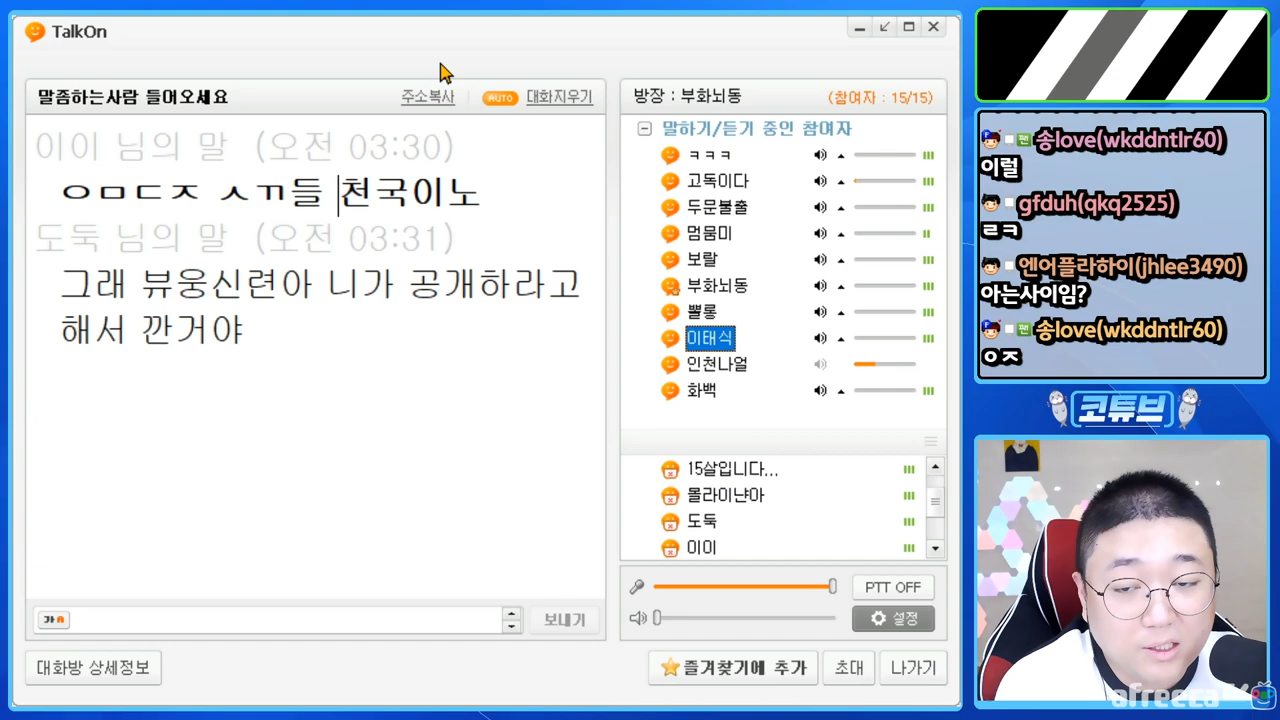 TalkOn
말좀하는사람 들어오세요
주소복사
AUTO
대화지우기
이이 님의 말 (오전 03:30)
ㅇㅁㄷㅈ ㅅㄲ들 천국이노
도둑 님의 말 (오전 03:31)
그래 뷰웅신련아 니가 공개하라고
해서 깐거야
가A
보내기
대화방 상세정보
방장 : 부화뇌동
(참여자 : 15/15)
말하기/듣기 중인 참여자
ㅋㅋㅋ
고독이다
두문불출
멈뭄미
보랄
부화뇌동
뿔롱
이태식
인천나얼
화백
15살입니다...
몰라이냔아
도둑
이이
PTT OFF
설정
즐겨찾기에 추가
초대
나가기
송love(wkddntlr60)
이럴
gfduh(qkq2525)
ㄹㅋ
엔어플라하이(jhlee3490)
아는사이임?
송love(wkddntlr60)
ㅇㅈ
코튜브
afreeca